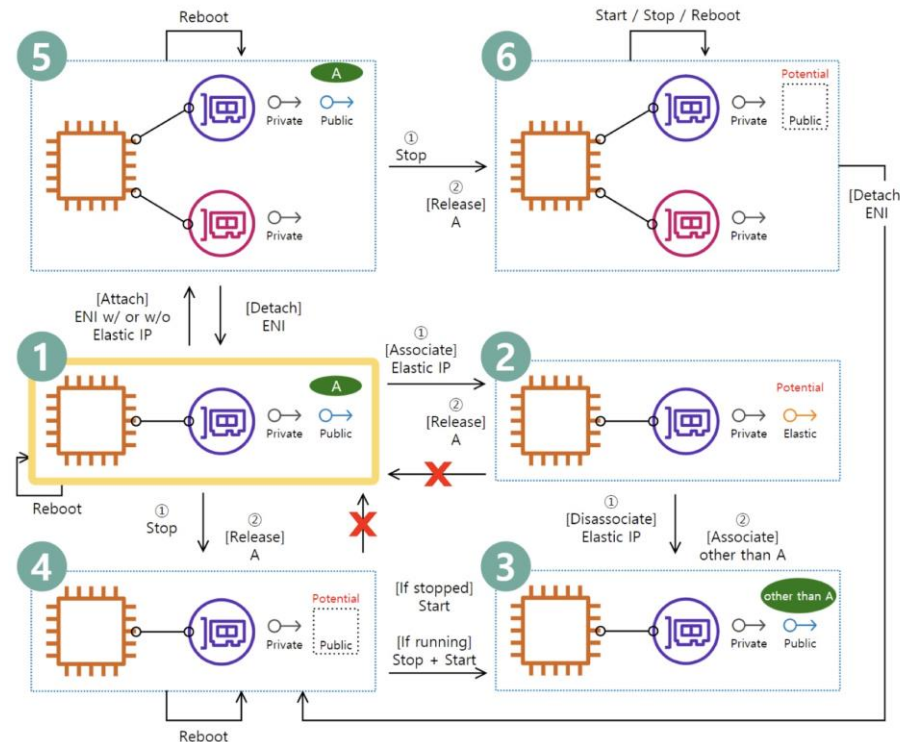 Reboot
Start / Stop / Reboot
5
A
Private
Public
Private
①
Stop
②
[Release]
A
6
Potential
Private
Public
Private
[Detach
ENI
[Attach]
ENI w/ or w/o
Elastic IP
[Detach]
ENI
1
A
Private
Public
Reboot
①
[Associate]
Elastic IP
②
[Release]
A
2
Potential
Private
Elastic
①
Stop
②
[Release]
A
①
[Disassociate]
Elastic IP
②
[Associate]
other than A
4
Potential
Private
Public
Reboot
[If stopped]
Start
[If running]
Stop + Start
3
other than A
Private
Public